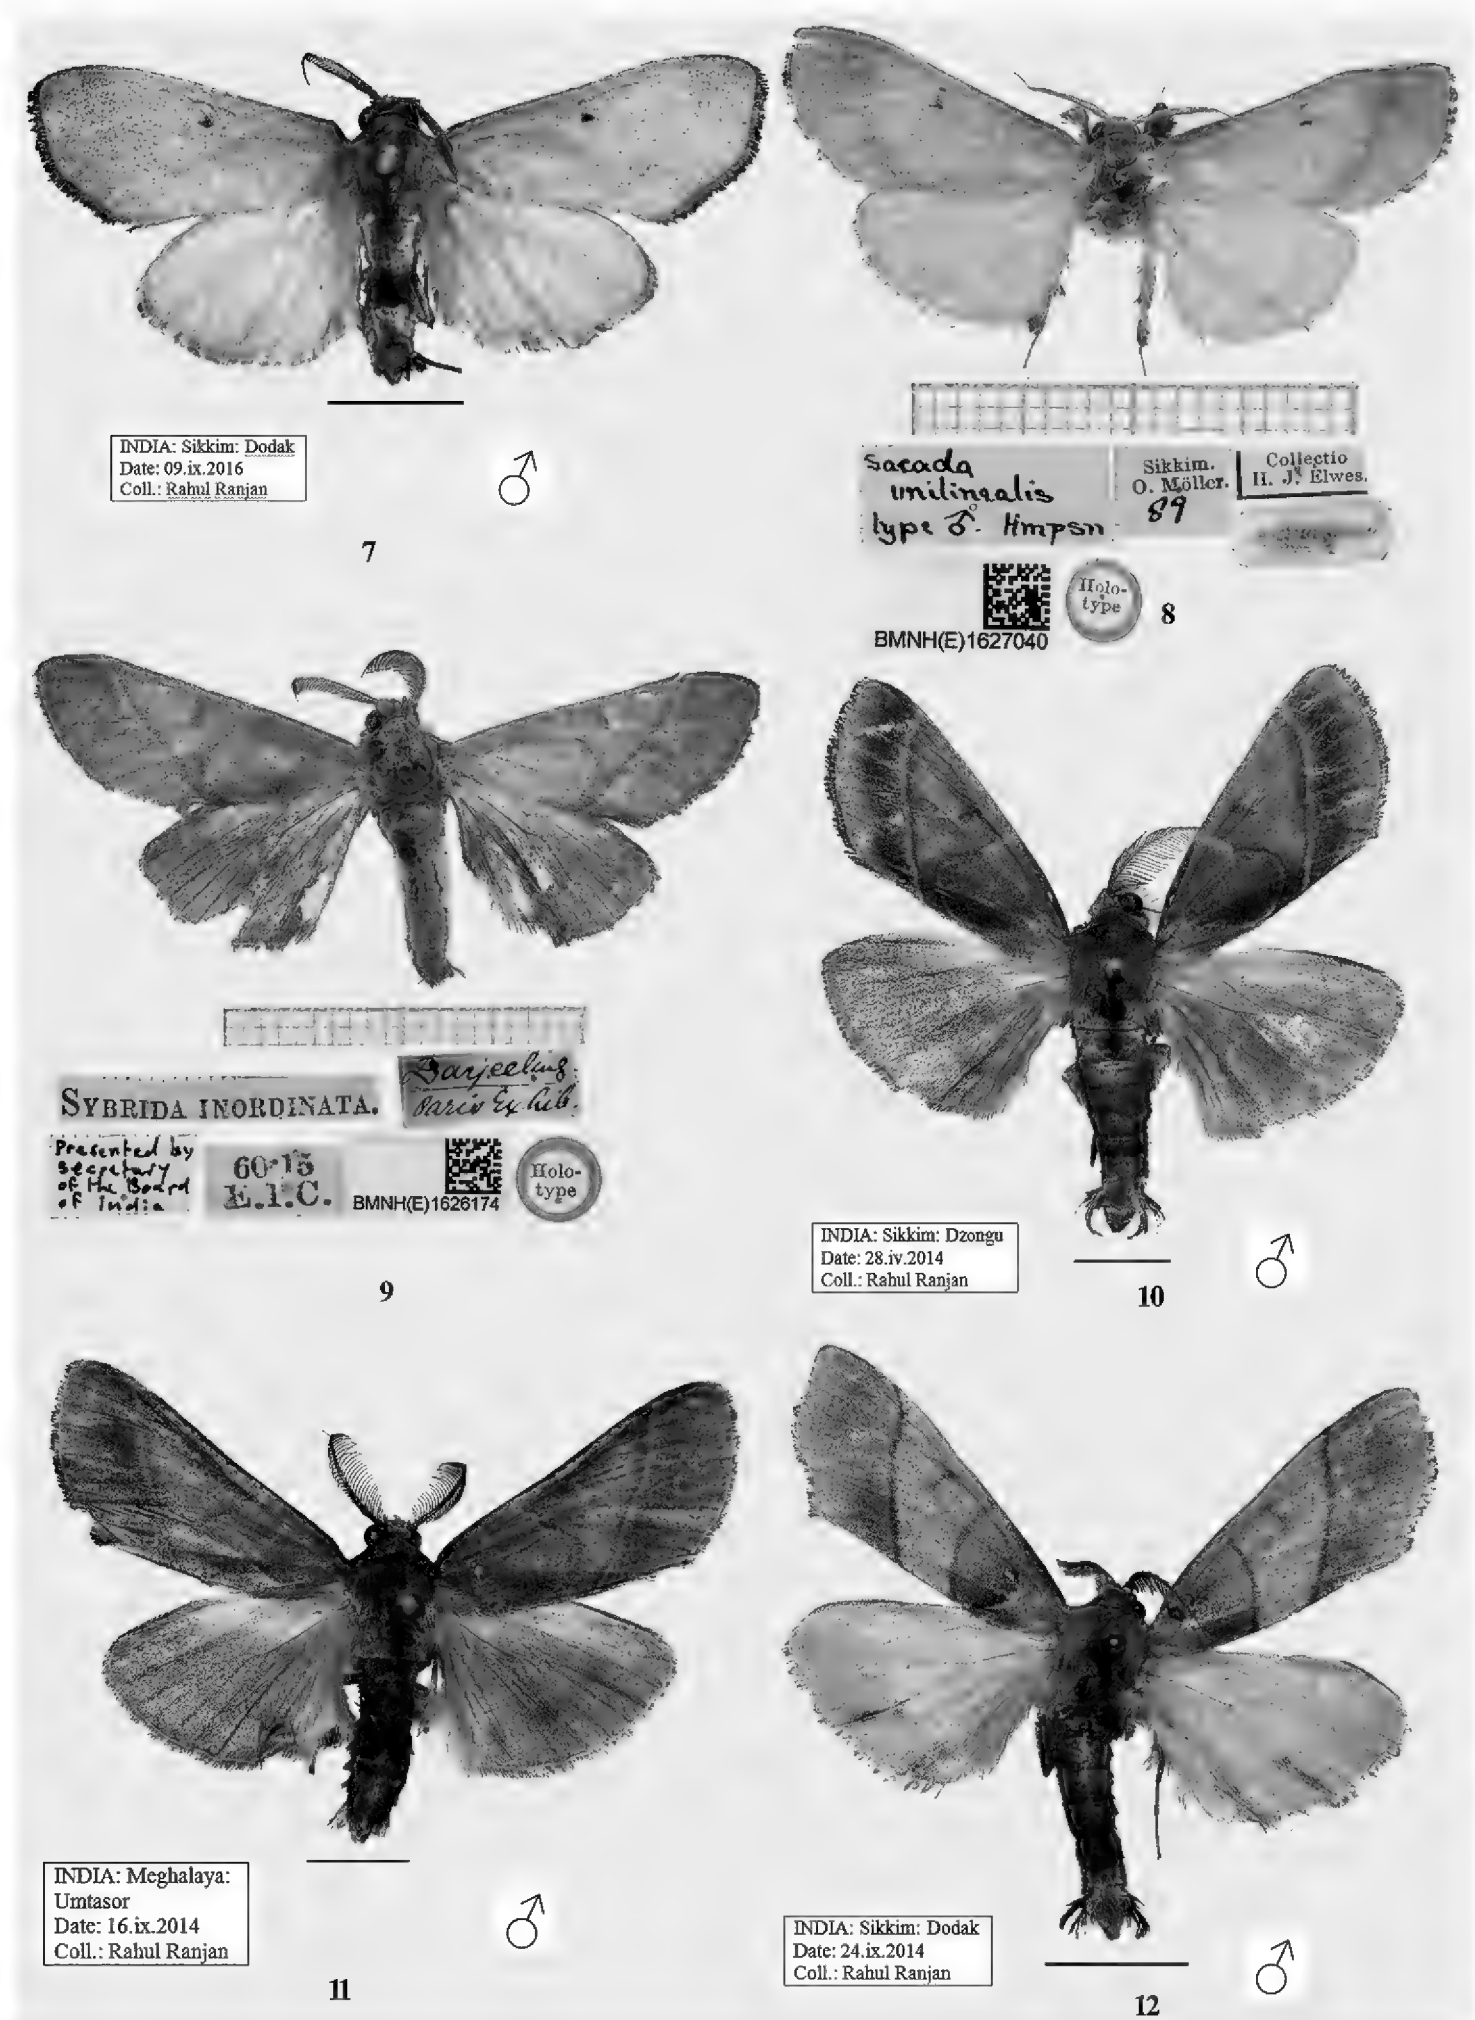 INDIA: Sikkim: Dodak
Date: 09.ix.2016
Coll.: Rahul Ranjan
♂
7
Sacada
unilinealis
type ♂. Hmpsn
Sikkim.
O. Möller.
89
Collectio
H. J. Elwes.
BMNH(E)1627040
Holo-
type
8
SYBRIDA INORDINATA.
Darjeeling.
Paris Exhib.
Presented by
secretary
of the Board
of India
60·15
E.I.C.
BMNH(E)1626174
Holo-
type
9
INDIA: Sikkim: Dzongu
Date: 28.iv.2014
Coll.: Rahul Ranjan
♂
10
INDIA: Meghalaya:
Umtasor
Date: 16.ix.2014
Coll.: Rahul Ranjan
♂
11
INDIA: Sikkim: Dodak
Date: 24.ix.2014
Coll.: Rahul Ranjan
♂
12